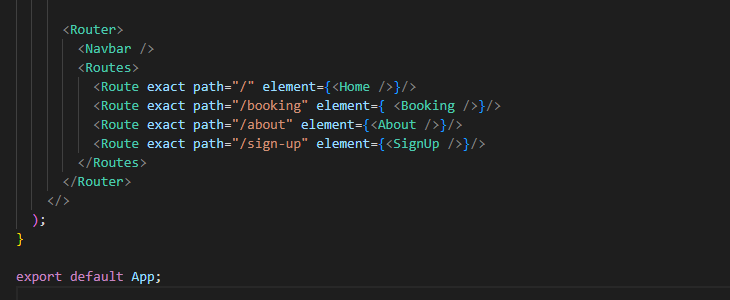 <Router>
<Navbar />
<Routes>
<Route exact path="/" element={<Home />}/>
<Route exact path="/booking" element={ <Booking />}/>
<Route exact path="/about" element={<About />}/>
<Route exact path="/sign-up" element={<SignUp />}/>
</Routes>
</Router>
</>
);
}
export default App;